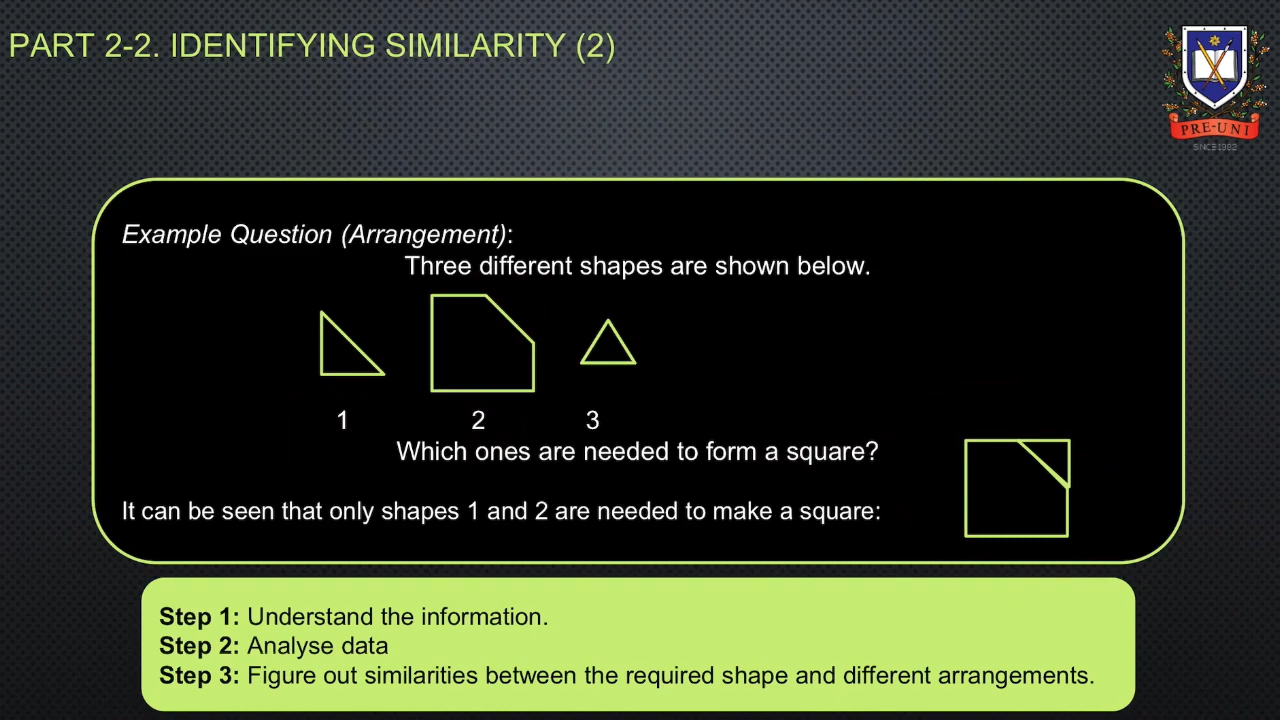 PART 2-2. IDENTIFYING SIMILARITY (2)
PRE-UNI
SINCE 1992
Example Question (Arrangement):
Three different shapes are shown below.
1 2 3
Which ones are needed to form a square?
It can be seen that only shapes 1 and 2 are needed to make a square:
Step 1: Understand the information.
Step 2: Analyse data
Step 3: Figure out similarities between the required shape and different arrangements.